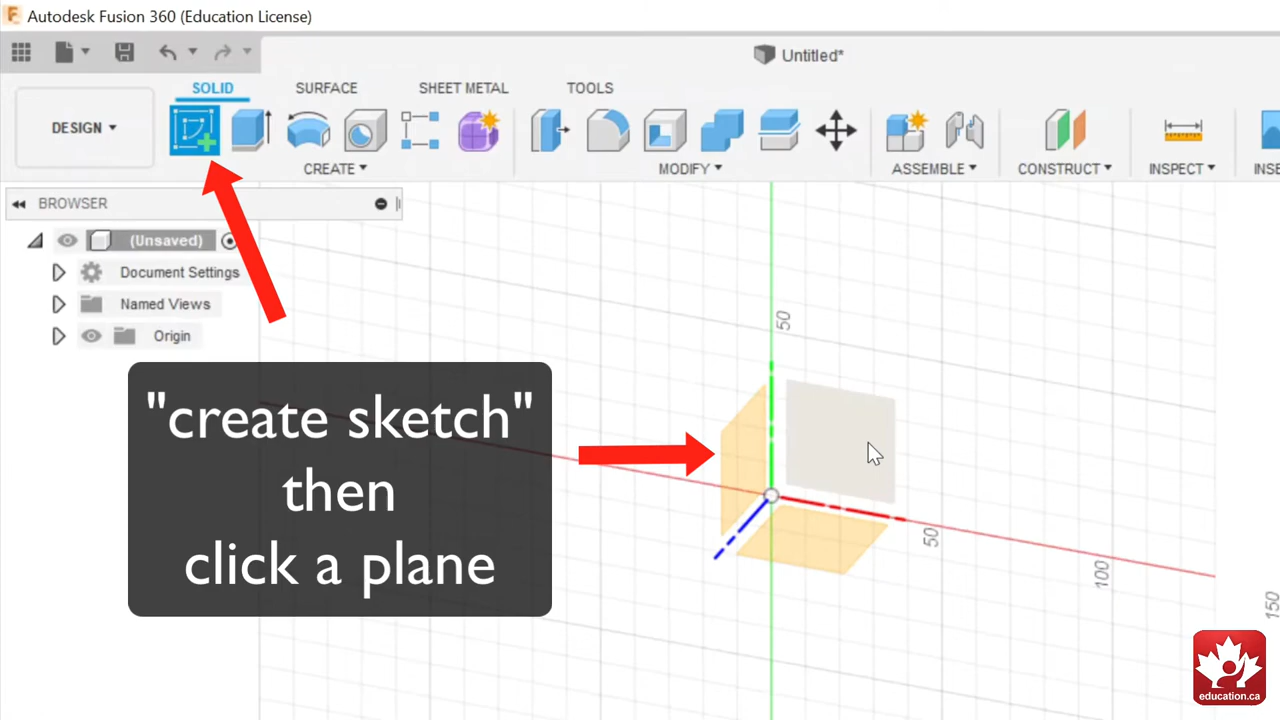 Autodesk Fusion 360 (Education License)
Untitled*
SOLID SURFACE SHEET METAL TOOLS
DESIGN
CREATE MODIFY ASSEMBLE CONSTRUCT INSPECT INSE
BROWSER
(Unsaved)
Document Settings
Named Views
Origin
50
"create sketch"
then
click a plane
50
100
150
education.ca